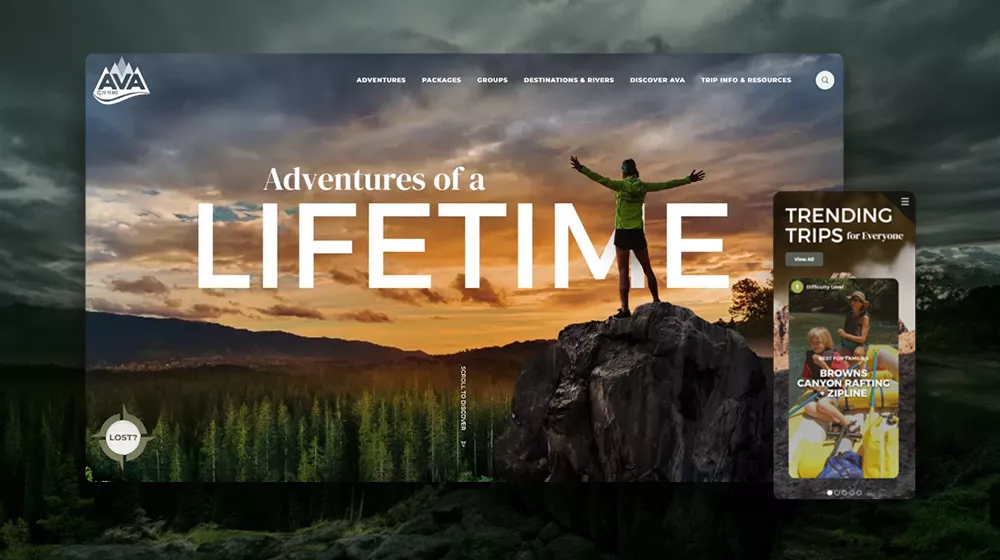 AVA
ADVENTURES PACKAGES GROUPS DESTINATIONS & RIVERS DISCOVER AVA TRIP INFO & RESOURCES
Adventures of a
LIFETIME
SCROLL TO DISCOVER
LOST?
TRENDING
TRIPS for Everyone
View All
1 Difficulty Level
BEST FOR FAMILIES
BROWNS
CANYON RAFTING
+ ZIPLINE